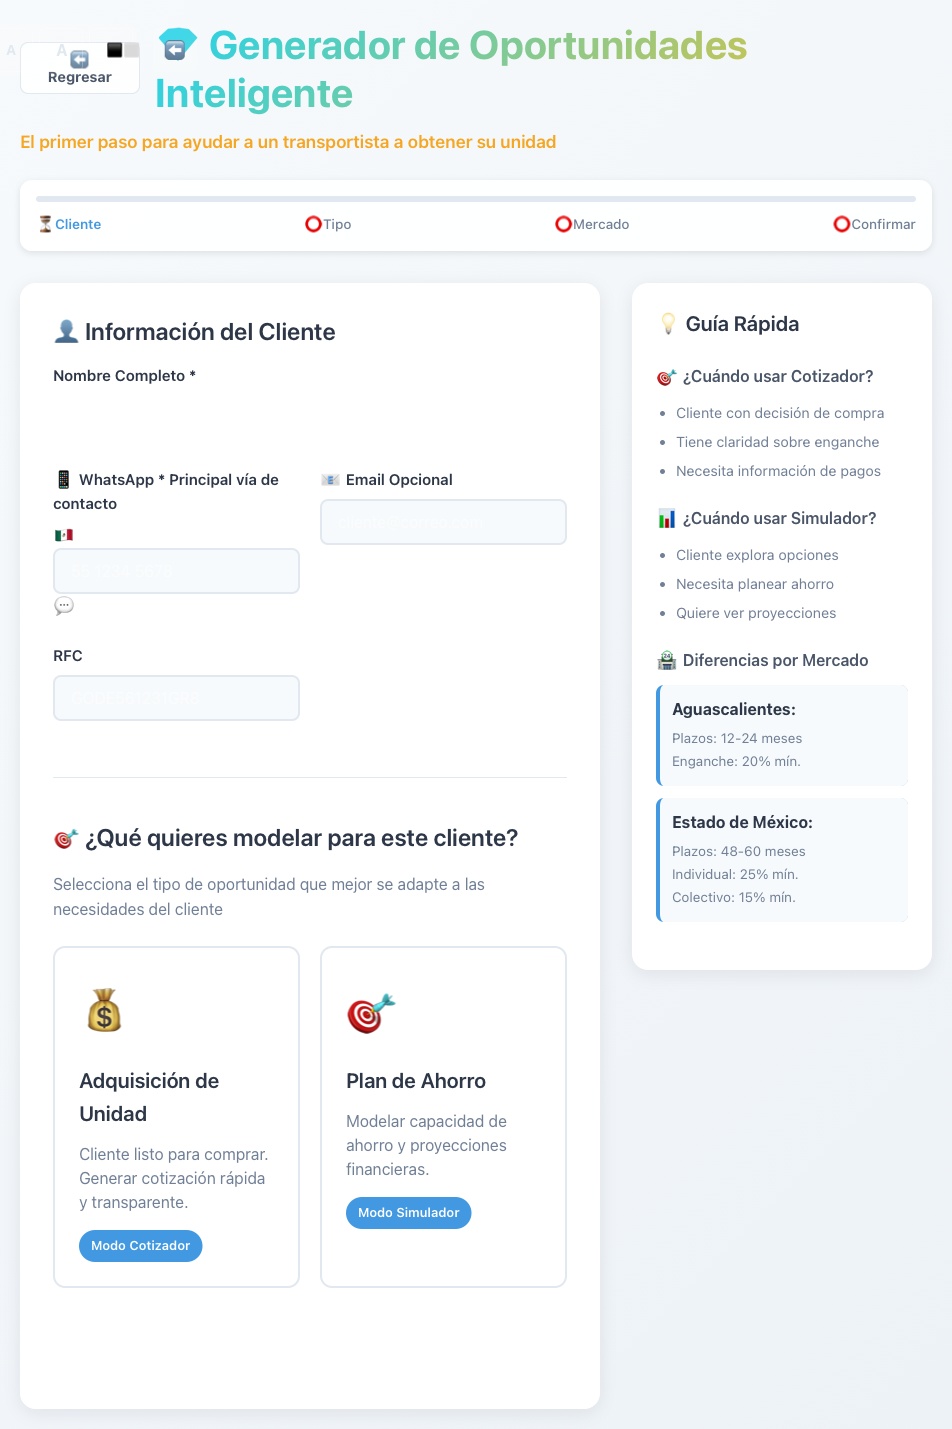 A A
Regresar
Generador de Oportunidades
Inteligente
El primer paso para ayudar a un transportista a obtener su unidad
Cliente
Tipo
Mercado
Confirmar
Información del Cliente
Nombre Completo *
WhatsApp * Principal vía de
contacto
Email Opcional
RFC
¿Qué quieres modelar para este cliente?
Selecciona el tipo de oportunidad que mejor se adapte a las
necesidades del cliente
Adquisición de
Unidad
Cliente listo para comprar.
Generar cotización rápida
y transparente.
Modo Cotizador
Plan de Ahorro
Modelar capacidad de
ahorro y proyecciones
financieras.
Modo Simulador
Guía Rápida
¿Cuándo usar Cotizador?
Cliente con decisión de compra
Tiene claridad sobre enganche
Necesita información de pagos
¿Cuándo usar Simulador?
Cliente explora opciones
Necesita planear ahorro
Quiere ver proyecciones
Diferencias por Mercado
Aguascalientes:
Plazos: 12-24 meses
Enganche: 20% mín.
Estado de México:
Plazos: 48-60 meses
Individual: 25% mín.
Colectivo: 15% mín.